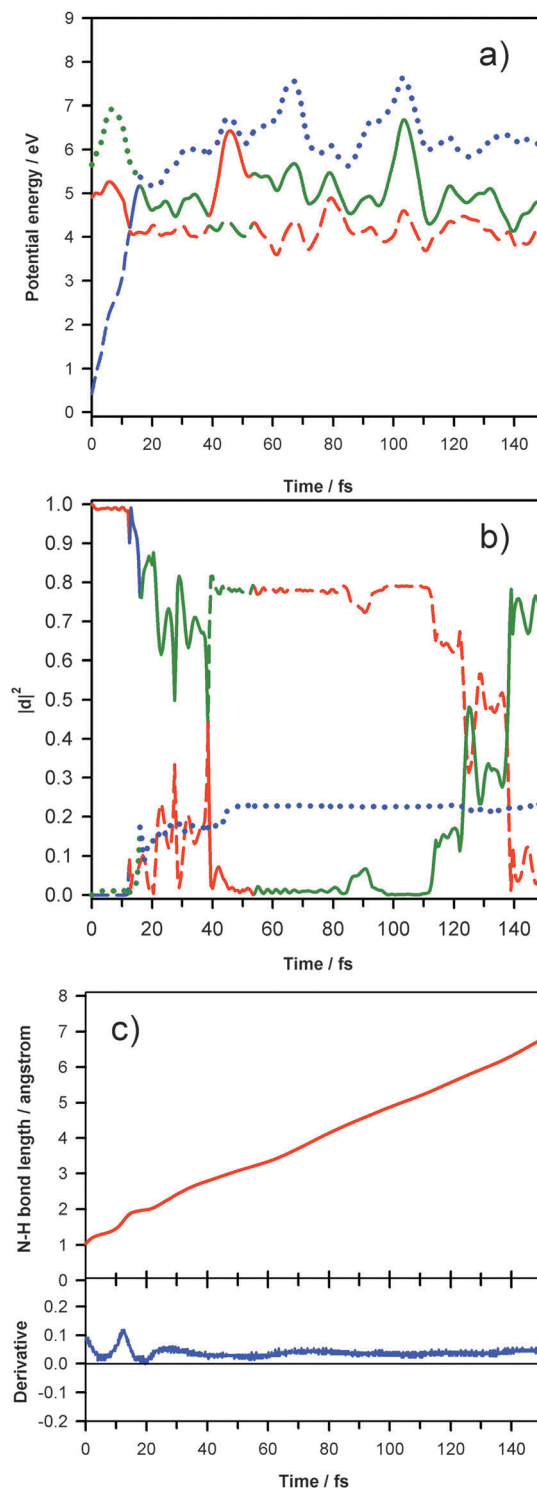 a)
Potential energy / eV
9
8
7
6
5
4
3
2
1
0
0 20 40 60 80 100 120 140
Time / fs
b)
|d|²
1.0
0.9
0.8
0.7
0.6
0.5
0.4
0.3
0.2
0.1
0.0
0 20 40 60 80 100 120 140
Time / fs
c)
N-H bond length / angstrom
8
7
6
5
4
3
2
1
0
Derivative
0.2
0.1
0.0
-0.1
-0.2
0 20 40 60 80 100 120 140
Time / fs